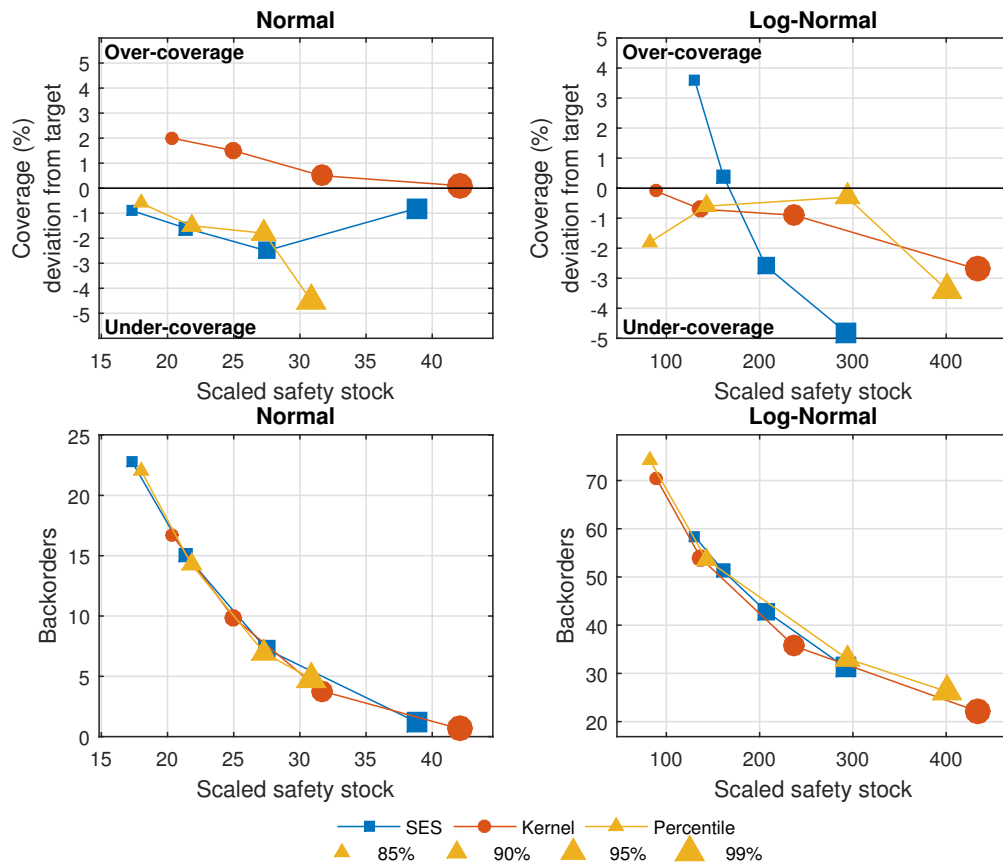 Normal
Over-coverage
5
4
3
2
1
0
-1
-2
-3
-4
-5
Under-coverage
Coverage (%)
deviation from target
15 20 25 30 35 40
Scaled safety stock
Log-Normal
5
Over-coverage
4
3
2
1
0
-1
-2
-3
-4
Under-coverage
-5
Coverage (%)
deviation from target
100 200 300 400
Scaled safety stock
Normal
25
20
15
10
5
0
Backorders
15 20 25 30 35 40
Scaled safety stock
Log-Normal
70
60
50
40
30
20
Backorders
100 200 300 400
Scaled safety stock
SES Kernel Percentile
85% 90% 95% 99%